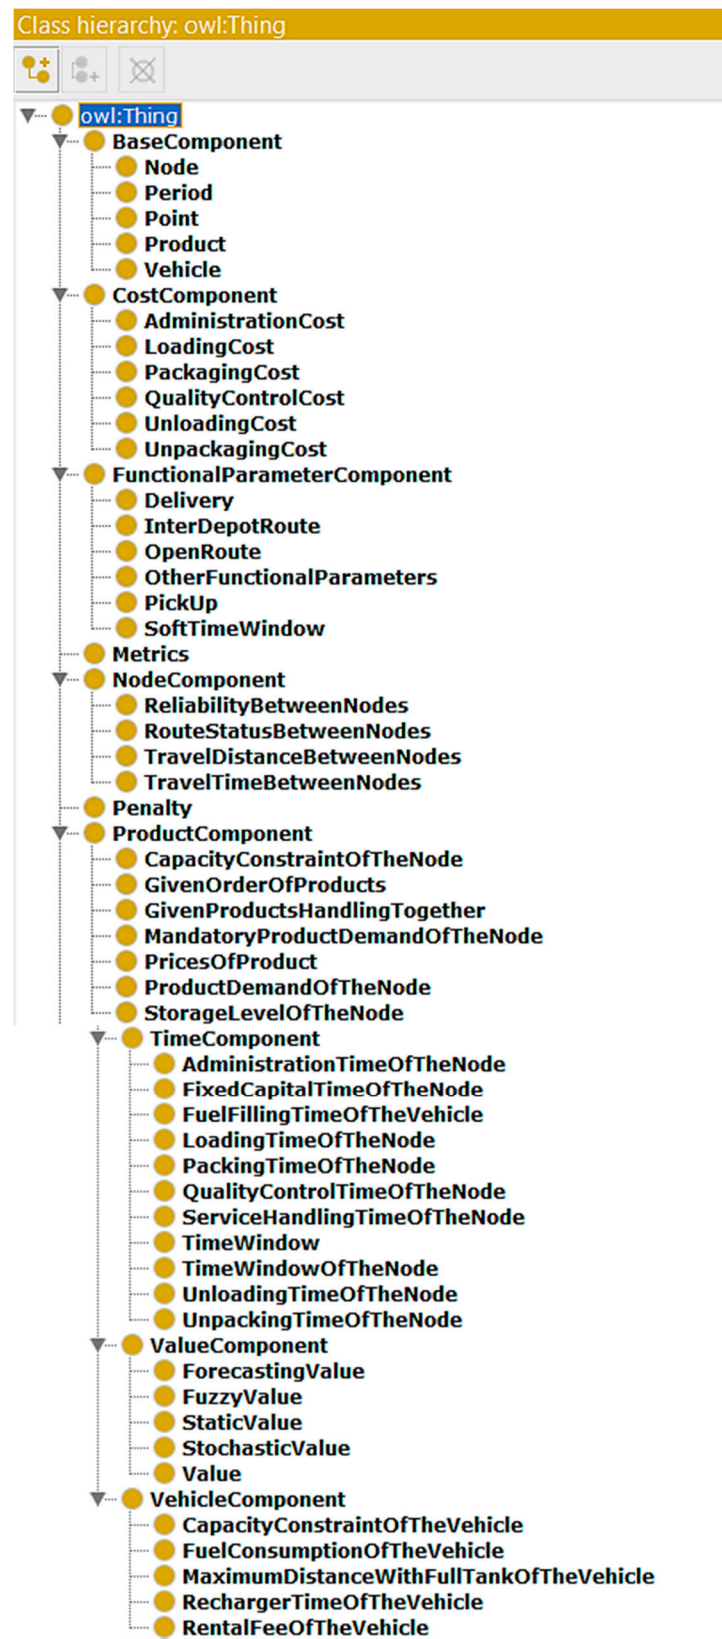 Class hierarchy: owl:Thing
owl:Thing
BaseComponent
Node
Period
Point
Product
Vehicle
CostComponent
AdministrationCost
LoadingCost
PackagingCost
QualityControlCost
UnloadingCost
UnpackagingCost
FunctionalParameterComponent
Delivery
InterDepotRoute
OpenRoute
OtherFunctionalParameters
PickUp
SoftTimeWindow
Metrics
NodeComponent
ReliabilityBetweenNodes
RouteStatusBetweenNodes
TravelDistanceBetweenNodes
TravelTimeBetweenNodes
Penalty
ProductComponent
CapacityConstraintOfTheNode
GivenOrderOfProducts
GivenProductsHandlingTogether
MandatoryProductDemandOfTheNode
PricesOfProduct
ProductDemandOfTheNode
StorageLevelOfTheNode
TimeComponent
AdministrationTimeOfTheNode
FixedCapitalTimeOfTheNode
FuelFillingTimeOfTheVehicle
LoadingTimeOfTheNode
PackingTimeOfTheNode
QualityControlTimeOfTheNode
ServiceHandlingTimeOfTheNode
TimeWindow
TimeWindowOfTheNode
UnloadingTimeOfTheNode
UnpackingTimeOfTheNode
ValueComponent
ForecastingValue
FuzzyValue
StaticValue
StochasticValue
Value
VehicleComponent
CapacityConstraintOfTheVehicle
FuelConsumptionOfTheVehicle
MaximumDistanceWithFullTankOfTheVehicle
RechargerTimeOfTheVehicle
RentalFeeOfTheVehicle